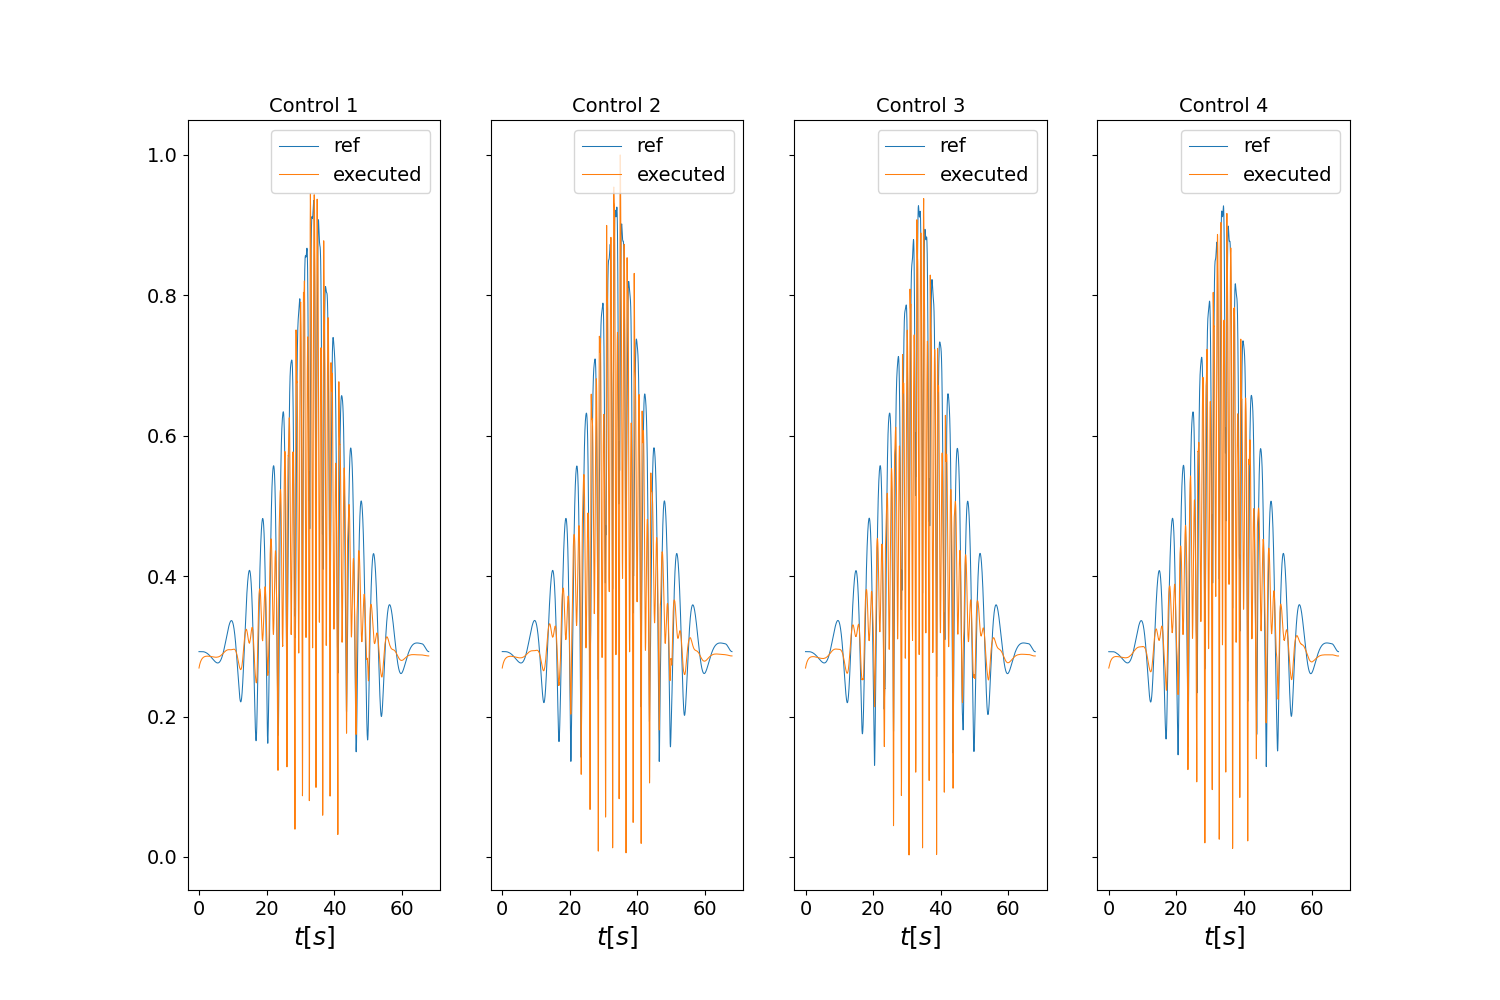 Control 1
Control 2
Control 3
Control 4
ref
executed
ref
executed
ref
executed
ref
executed
1.0
0.8
0.6
0.4
0.2
0.0
0 20 40 60
0 20 40 60
0 20 40 60
0 20 40 60
t[s]
t[s]
t[s]
t[s]